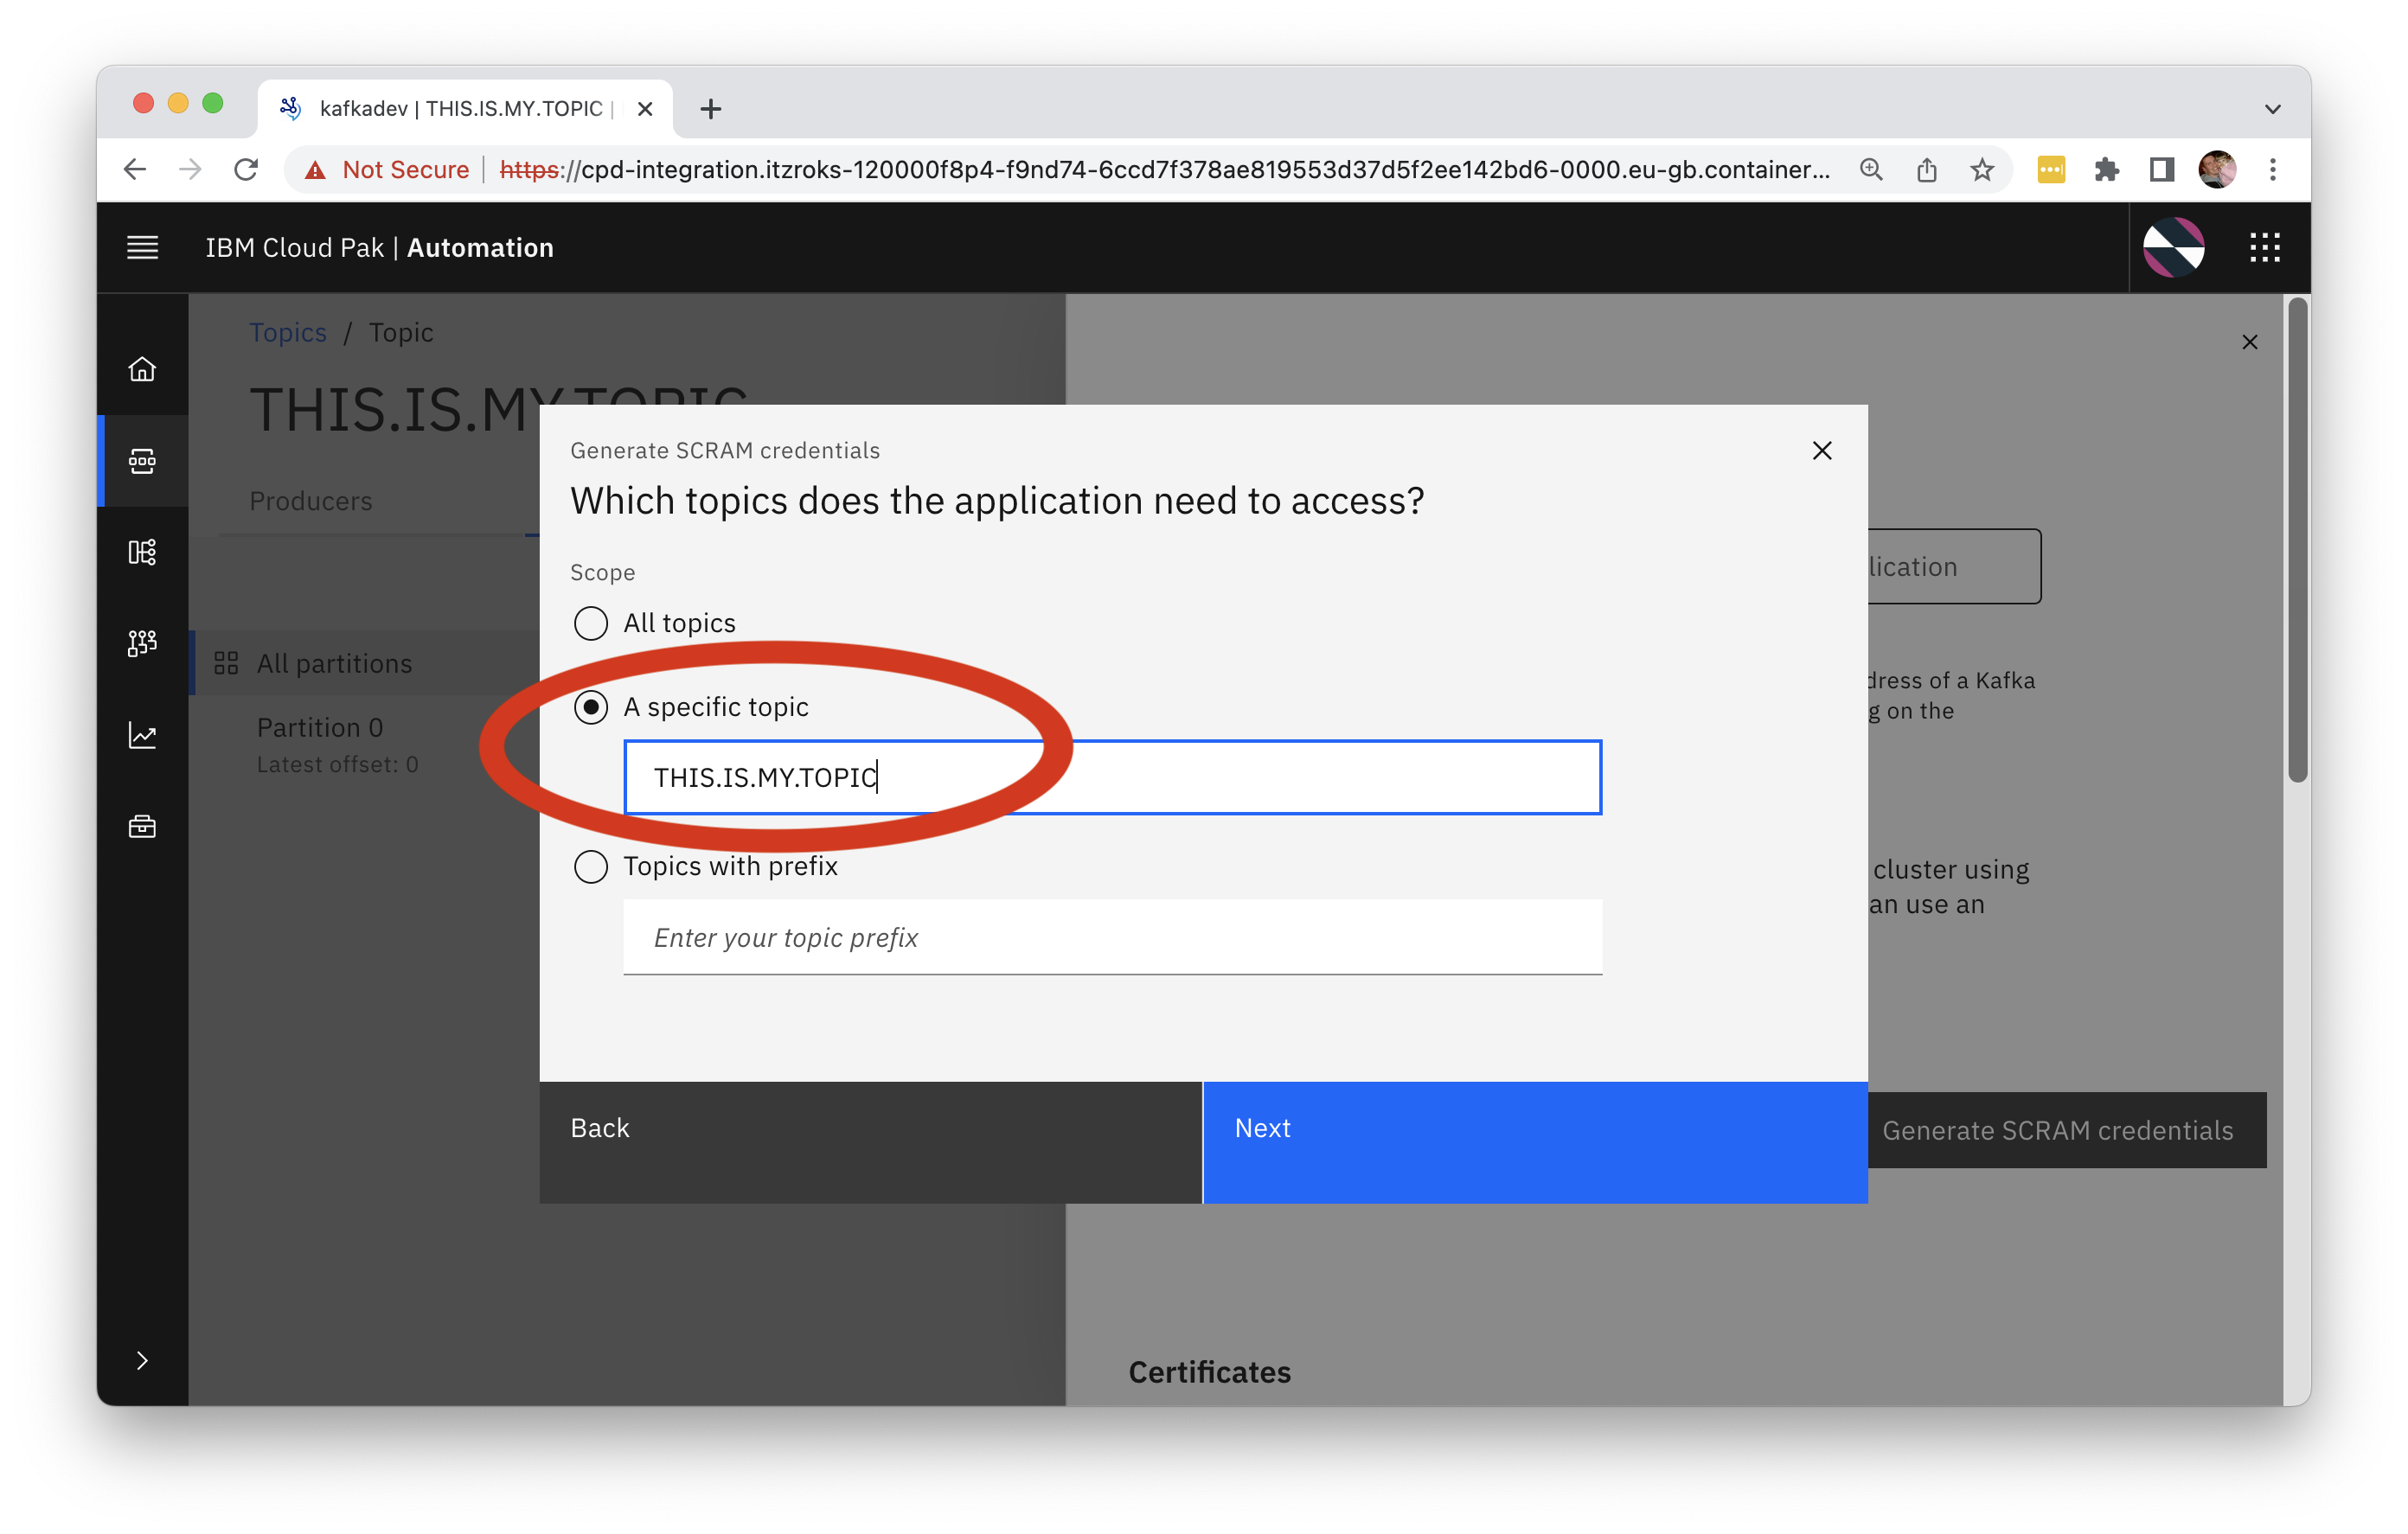 kafkadev | THIS.IS.MY.TOPIC |
Not Secure | https://cpd-integration.itzroks-120000f8p4-f9nd74-6ccd7f378ae819553d37d5f2ee142bd6-0000.eu-gb.container...
IBM Cloud Pak | Automation
Topics / Topic
THIS.IS.MY.TOPIC
Producers
All partitions
Partition 0
Latest offset: 0
Generate SCRAM credentials
Which topics does the application need to access?
Scope
All topics
A specific topic
THIS.IS.MY.TOPIC
Topics with prefix
Enter your topic prefix
Back
Next
lication
dress of a Kafka
g on the
cluster using
an use an
Generate SCRAM credentials
Certificates